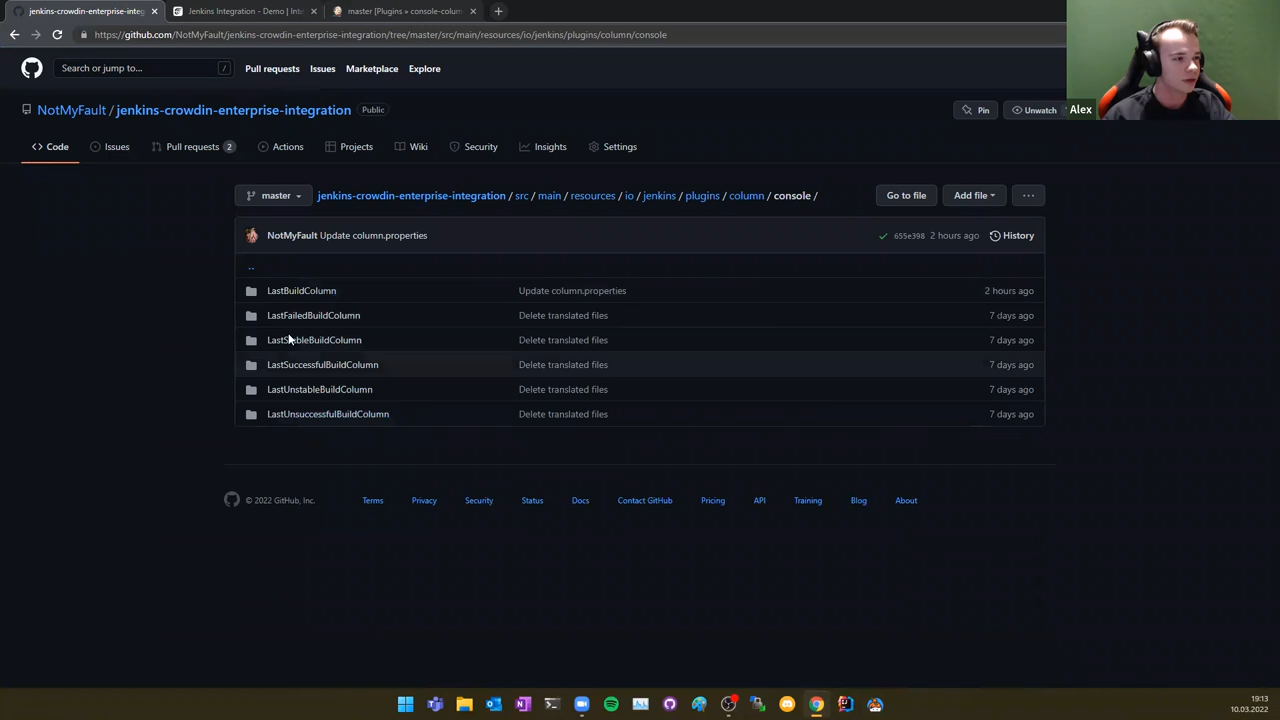 jenkins-crowdin-enterprise-integ
Jenkins Integration - Demo | Int
master [Plugins » console-colum
https://github.com/NotMyFault/jenkins-crowdin-enterprise-integration/tree/master/src/main/resources/io/jenkins/plugins/column/console
Search or jump to... /
Pull requests Issues Marketplace Explore
NotMyFault / jenkins-crowdin-enterprise-integration Public
Pin Unwatch
Alex
Code Issues Pull requests 2 Actions Projects Wiki Security Insights Settings
master jenkins-crowdin-enterprise-integration / src / main / resources / io / jenkins / plugins / column / console / Go to file Add file ...
NotMyFault Update column.properties 655e398 2 hours ago History
..
LastBuildColumn Update column.properties 2 hours ago
LastFailedBuildColumn Delete translated files 7 days ago
LastStableBuildColumn Delete translated files 7 days ago
LastSuccessfulBuildColumn Delete translated files 7 days ago
LastUnstableBuildColumn Delete translated files 7 days ago
LastUnsuccessfulBuildColumn Delete translated files 7 days ago
© 2022 GitHub, Inc. Terms Privacy Security Status Docs Contact GitHub Pricing API Training Blog About
19:13
10.03.2022